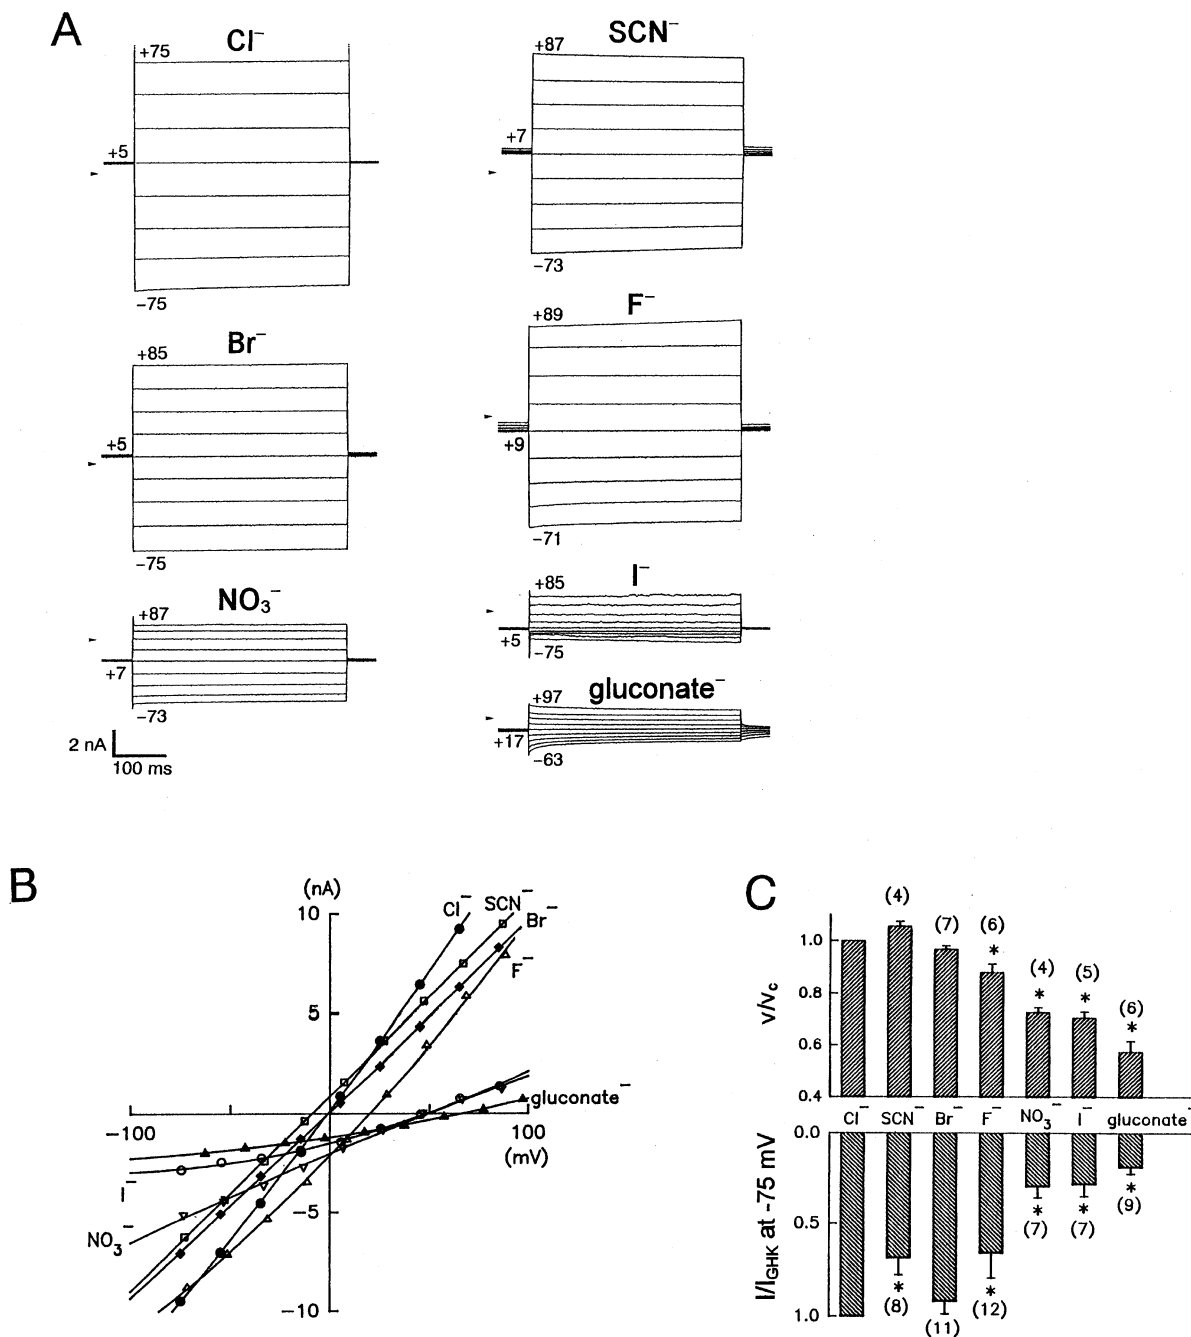 A
Cl⁻
+75
+5
−75
SCN⁻
+87
+7
−73
Br⁻
+85
+5
−75
F⁻
+89
+9
−71
NO₃⁻
+87
+7
−73
I⁻
+85
+5
−75
gluconate⁻
+97
+17
−63
2 nA
100 ms
B
(nA)
10
5
−5
−10
−100
100
(mV)
Cl⁻
SCN⁻
Br⁻
F⁻
gluconate⁻
I⁻
NO₃⁻
C
v/vc
1.0
0.8
0.6
0.4
(4)
(7)
(6)
*
(4)
*
(5)
*
(6)
*
Cl⁻ SCN⁻ Br⁻ F⁻ NO₃⁻ I⁻ gluconate⁻
I/IGHK at -75 mV
0.0
0.5
1.0
*
(8)
(11)
*
(12)
*
(7)
*
(7)
*
(9)